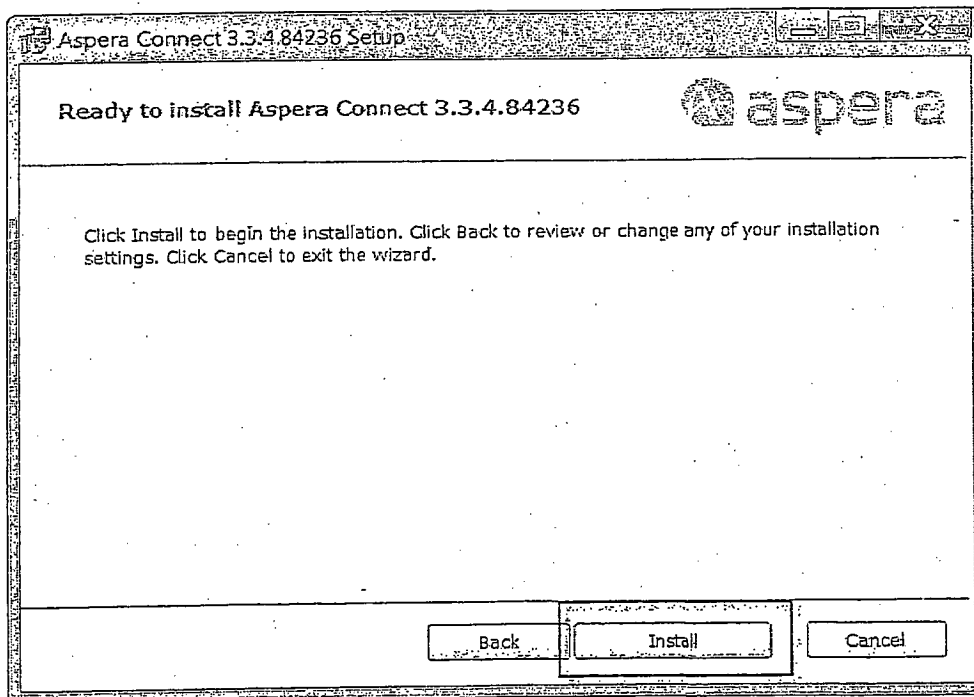 Aspera Connect 3.3.4.84236 Setup
Ready to install Aspera Connect 3.3.4.84236
aspera
Click Install to begin the installation. Click Back to review or change any of your installation
settings. Click Cancel to exit the wizard.
Back
Install
Cancel